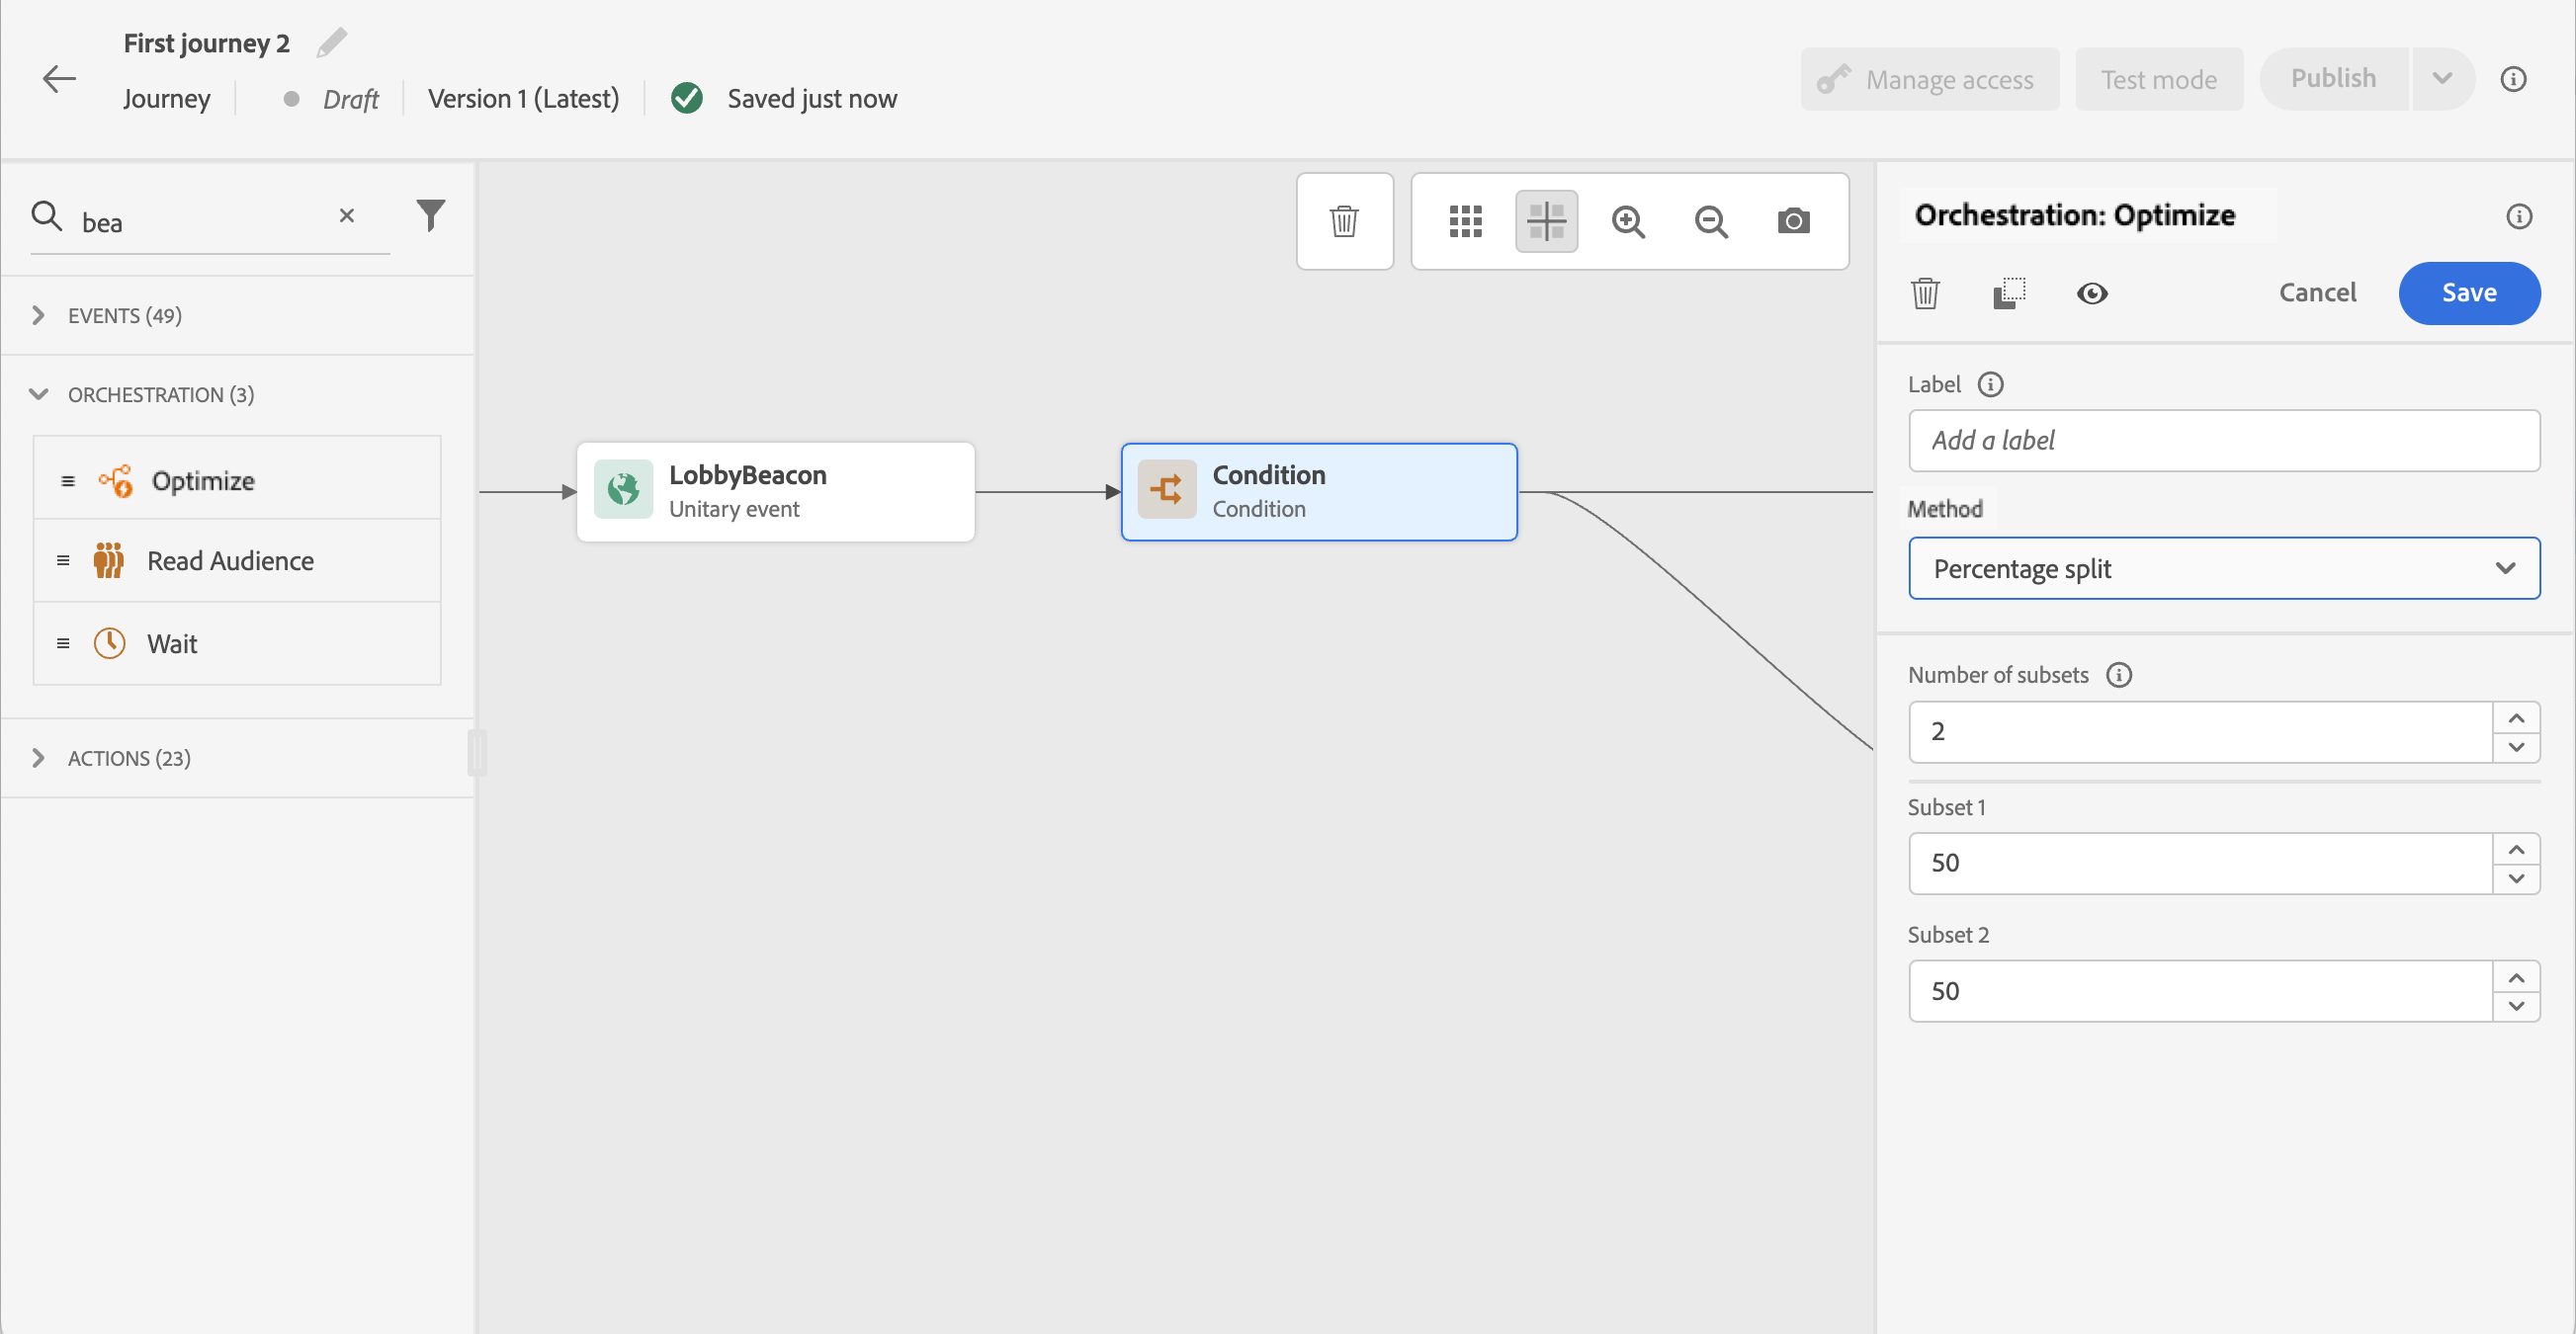 First journey 2
Journey
Draft
Version 1 (Latest)
Saved just now
Manage access
Test mode
Publish
bea
EVENTS (49)
ORCHESTRATION (3)
Optimize
Read Audience
Wait
ACTIONS (23)
LobbyBeacon
Unitary event
Condition
Condition
Orchestration: Optimize
Cancel
Save
Label
Add a label
Method
Percentage split
Number of subsets
2
Subset 1
50
Subset 2
50